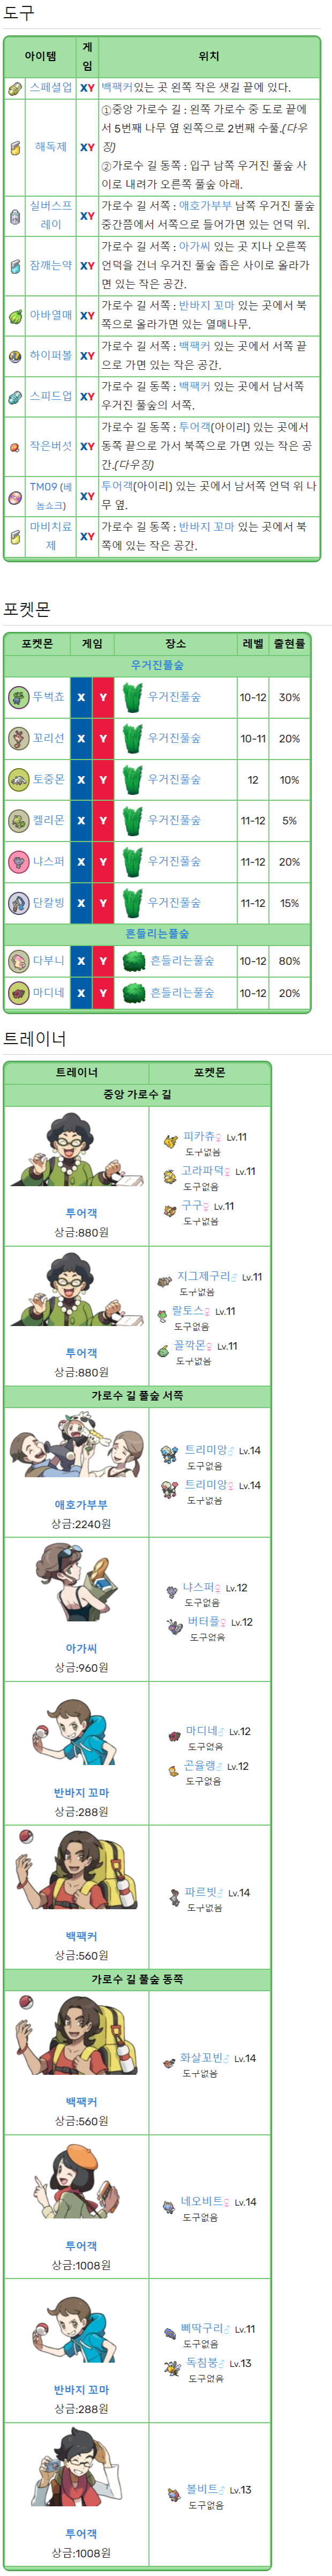 도구
아이템 게임 위치
스페셜업 XY 백팩커있는 곳 왼쪽 작은 샛길 끝에 있다.
해독제 XY ①중앙 가로수 길 : 왼쪽 가로수 중 도로 끝에
서 5번째 나무 옆 왼쪽으로 2번째 수풀.(다우
징)
②가로수 길 동쪽 : 입구 남쪽 우거진 풀숲 사
이로 내려가 오른쪽 풀숲 아래.
실버스프레이 XY 가로수 길 서쪽 : 애호가부부 남쪽 우거진 풀숲
중간쯤에서 서쪽으로 들어가면 있는 언덕 위.
잠깨는약 XY 가로수 길 서쪽 : 아가씨 있는 곳 지나 오른쪽
언덕을 건너 우거진 풀숲 좁은 사이로 올라가
면 있는 작은 공간.
아바열매 XY 가로수 길 서쪽 : 반바지 꼬마 있는 곳에서 북
쪽으로 올라가면 있는 열매나무.
하이퍼볼 XY 가로수 길 서쪽 : 백팩커 있는 곳에서 서쪽 끝
으로 가면 있는 작은 공간.
스피드업 XY 가로수 길 동쪽 : 백팩커 있는 곳에서 남서쪽
우거진 풀숲의 서쪽.
작은버섯 XY 가로수 길 동쪽 : 투어객(아이리) 있는 곳에서
동쪽 끝으로 가서 북쪽으로 가면 있는 작은 공
간.(다우징)
TM09 (베놈쇼크) XY 투어객(아이리) 있는 곳에서 남서쪽 언덕 위 나
무 옆.
마비치료제 XY 가로수 길 동쪽 : 반바지 꼬마 있는 곳에서 북
쪽에 있는 작은 공간.
포켓몬
포켓몬 게임 장소 레벨 출현률
우거진풀숲
뚜벅쵸 X Y 우거진풀숲 10-12 30%
꼬리선 X Y 우거진풀숲 10-11 20%
토중몬 X Y 우거진풀숲 12 10%
켈리몬 X Y 우거진풀숲 11-12 5%
냐스퍼 X Y 우거진풀숲 11-12 20%
단칼빙 X Y 우거진풀숲 11-12 15%
흔들리는풀숲
다부니 X Y 흔들리는풀숲 10-12 80%
마디네 X Y 흔들리는풀숲 10-12 20%
트레이너
트레이너 포켓몬
중앙 가로수 길
피카츄♀ Lv.11
도구없음
고라파덕♀ Lv.11
도구없음
구구♀ Lv.11
도구없음
투어객
상금:880원
지그제구리♂ Lv.11
도구없음
랄토스♀ Lv.11
도구없음
꼴깍몬♀ Lv.11
도구없음
투어객
상금:880원
가로수 길 풀숲 서쪽
트리미앙♂ Lv.14
도구없음
트리미앙♀ Lv.14
도구없음
애호가부부
상금:2240원
냐스퍼♀ Lv.12
도구없음
버터플♀ Lv.12
도구없음
아가씨
상금:960원
마디네♂ Lv.12
도구없음
곤율랭♂ Lv.12
도구없음
반바지 꼬마
상금:288원
파르빗♂ Lv.14
도구없음
백팩커
상금:560원
가로수 길 풀숲 동쪽
화살꼬빈♂ Lv.14
도구없음
백팩커
상금:560원
네오비트♀ Lv.14
도구없음
투어객
상금:1008원
삐딱구리♂ Lv.11
도구없음
독침붕♂ Lv.13
도구없음
반바지 꼬마
상금:288원
볼비트♂ Lv.13
도구없음
투어객
상금:1008원